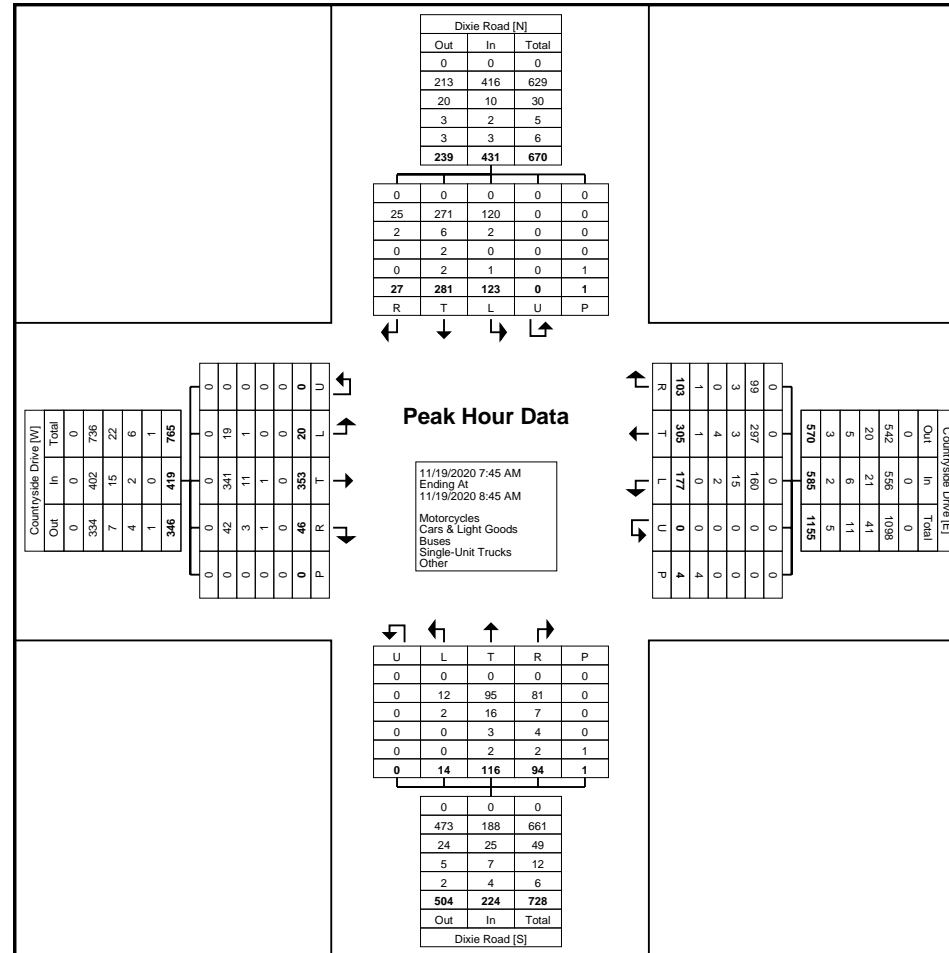 Dixie Road [N]
Out In Total
0 0 0
213 416 629
20 10 30
3 2 5
3 3 6
239 431 670
0 0 0 0 0
25 271 120 0 0
2 6 2 0 0
0 2 0 0 0
0 2 1 0 1
27 281 123 0 1
R T L U P
Countryside Drive [W]
Out In Total
0 0 0
334 402 736
7 15 22
4 2 6
1 0 1
346 419 765
0 0 0 0 0
0 42 341 19 0
0 3 11 1 0
0 1 1 0 0
0 0 0 0 0
0 46 353 20 0
P R T L U
Peak Hour Data
11/19/2020 7:45 AM
Ending At
11/19/2020 8:45 AM
Motorcycles
Cars & Light Goods
Buses
Single-Unit Trucks
Other
Countryside Drive [E]
Out In Total
0 0 0
542 556 1098
20 21 41
5 6 11
3 2 5
570 585 1155
0 0 0 0 0
99 297 160 0 0
3 3 15 0 0
0 4 2 0 0
1 1 0 0 4
103 305 177 0 4
R T L U P
U L T R P
0 0 0 0 0
0 12 95 81 0
0 2 16 7 0
0 0 3 4 0
0 0 2 2 1
0 14 116 94 1
0 0 0
473 188 661
24 25 49
5 7 12
2 4 6
504 224 728
Out In Total
Dixie Road [S]